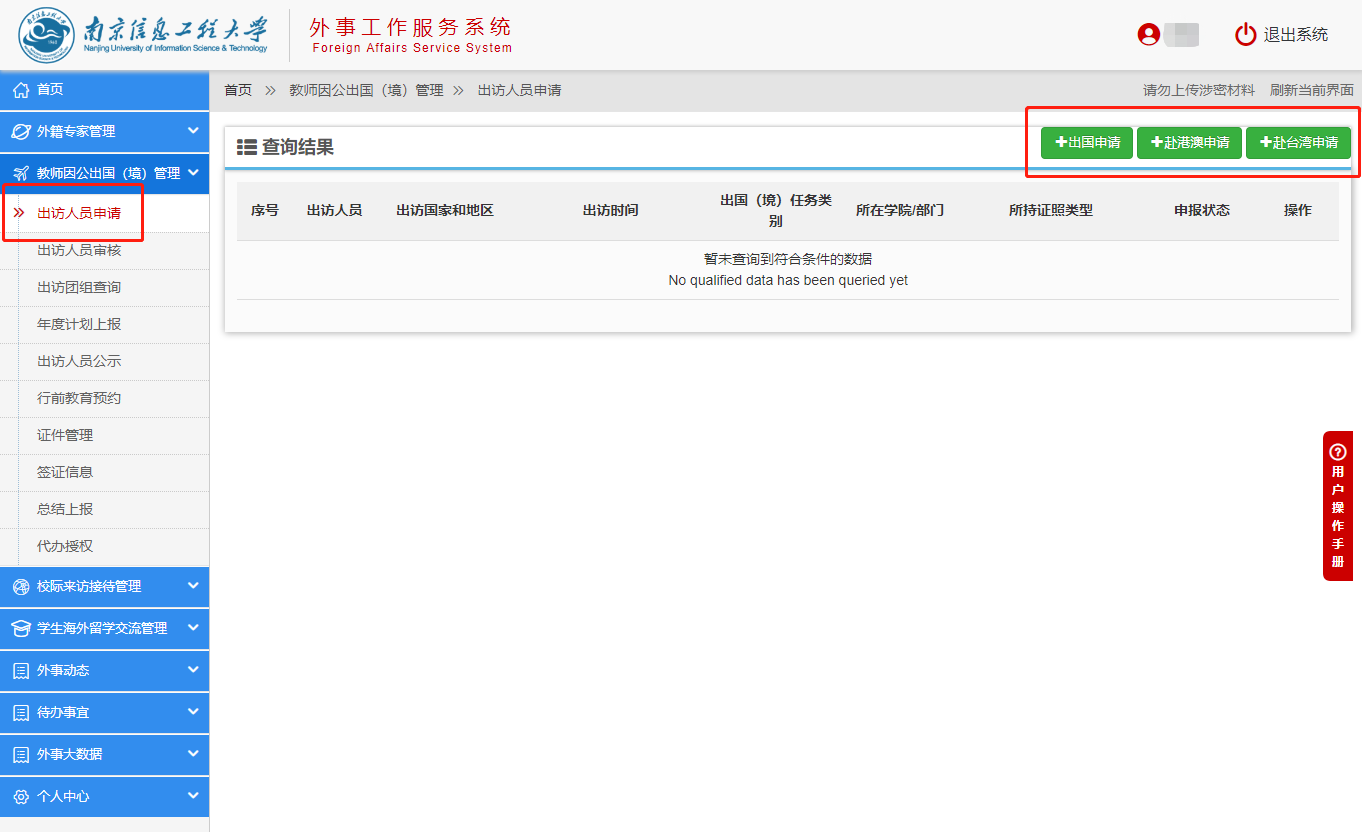 南京信息工程大学
Nanjing University of Information Science & Technology
外事工作服务系统
Foreign Affairs Service System
退出系统
首页
外籍专家管理
教师因公出国（境）管理
出访人员申请
出访人员审核
出访团组查询
年度计划上报
出访人员公示
行前教育预约
证件管理
签证信息
总结上报
代办授权
校际来访接待管理
学生海外留学交流管理
外事动态
待办事宜
外事大数据
个人中心
首页 >> 教师因公出国（境）管理 >> 出访人员申请
请勿上传涉密材料 刷新当前界面
查询结果
+出国申请 +赴港澳申请 +赴台湾申请
序号 出访人员 出访国家和地区 出访时间 出国（境）任务类别 所在学院/部门 所持证照类型 申报状态 操作
暂未查询到符合条件的数据
No qualified data has been queried yet
用户操作手册